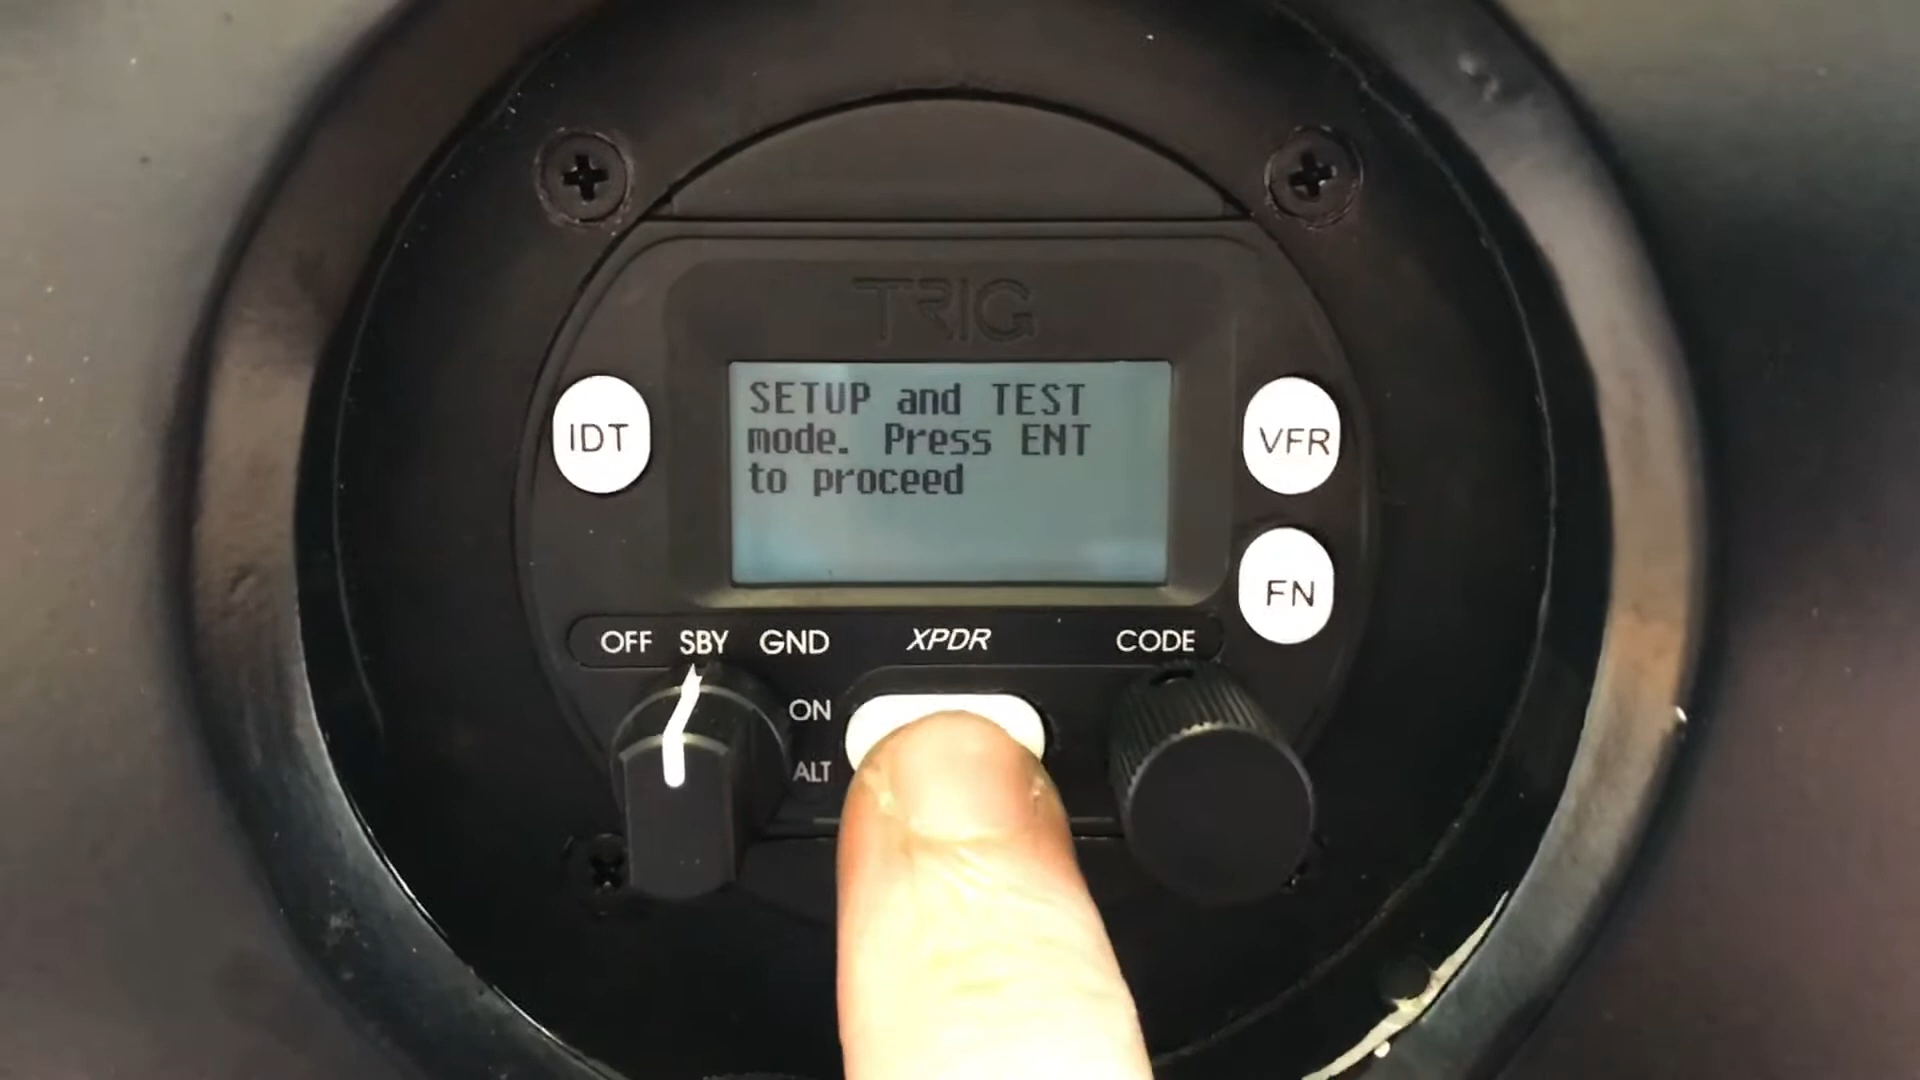 TRIG
SETUP and TEST
mode. Press ENT
to proceed
IDT
VFR
FN
OFF SBY GND XPDR CODE
ON
ALT